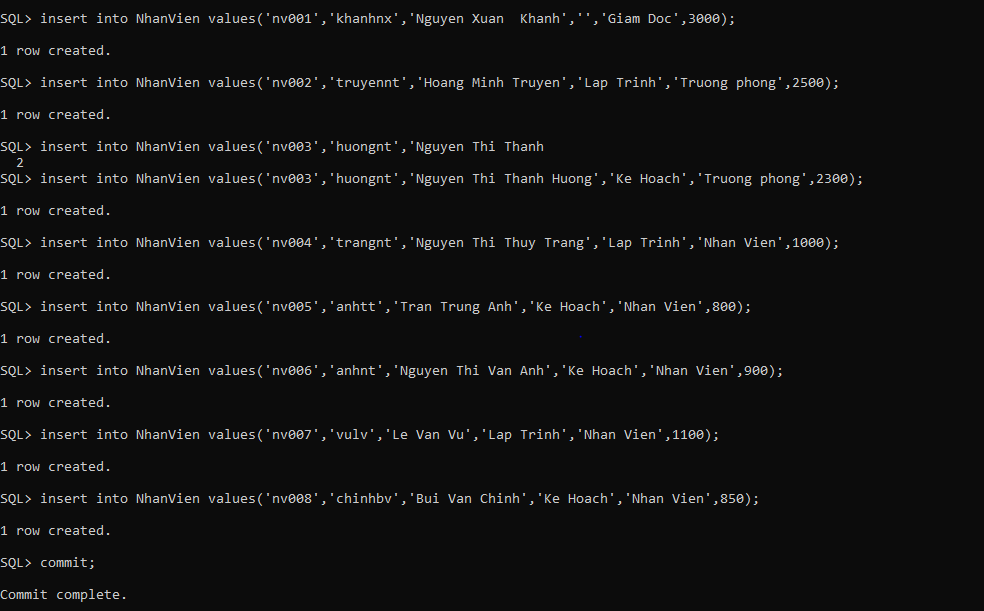 SQL> insert into NhanVien values('nv001','khanhnx','Nguyen Xuan  Khanh','','Giam Doc',3000);
1 row created.
SQL> insert into NhanVien values('nv002','truyennt','Hoang Minh Truyen','Lap Trinh','Truong phong',2500);
1 row created.
SQL> insert into NhanVien values('nv003','huongnt','Nguyen Thi Thanh
2
SQL> insert into NhanVien values('nv003','huongnt','Nguyen Thi Thanh Huong','Ke Hoach','Truong phong',2300);
1 row created.
SQL> insert into NhanVien values('nv004','trangnt','Nguyen Thi Thuy Trang','Lap Trinh','Nhan Vien',1000);
1 row created.
SQL> insert into NhanVien values('nv005','anhtt','Tran Trung Anh','Ke Hoach','Nhan Vien',800);
1 row created.
SQL> insert into NhanVien values('nv006','anhnt','Nguyen Thi Van Anh','Ke Hoach','Nhan Vien',900);
1 row created.
SQL> insert into NhanVien values('nv007','vulv','Le Van Vu','Lap Trinh','Nhan Vien',1100);
1 row created.
SQL> insert into NhanVien values('nv008','chinhbv','Bui Van Chinh','Ke Hoach','Nhan Vien',850);
1 row created.
SQL> commit;
Commit complete.